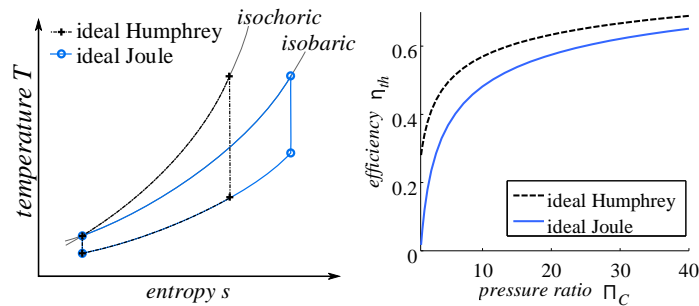 isochoric
isobaric
ideal Humphrey
ideal Joule
temperature T
entropy s
0.6
0.4
0.2
0
efficiency η_th
ideal Humphrey
ideal Joule
10 20 30 40
pressure ratio Π_C